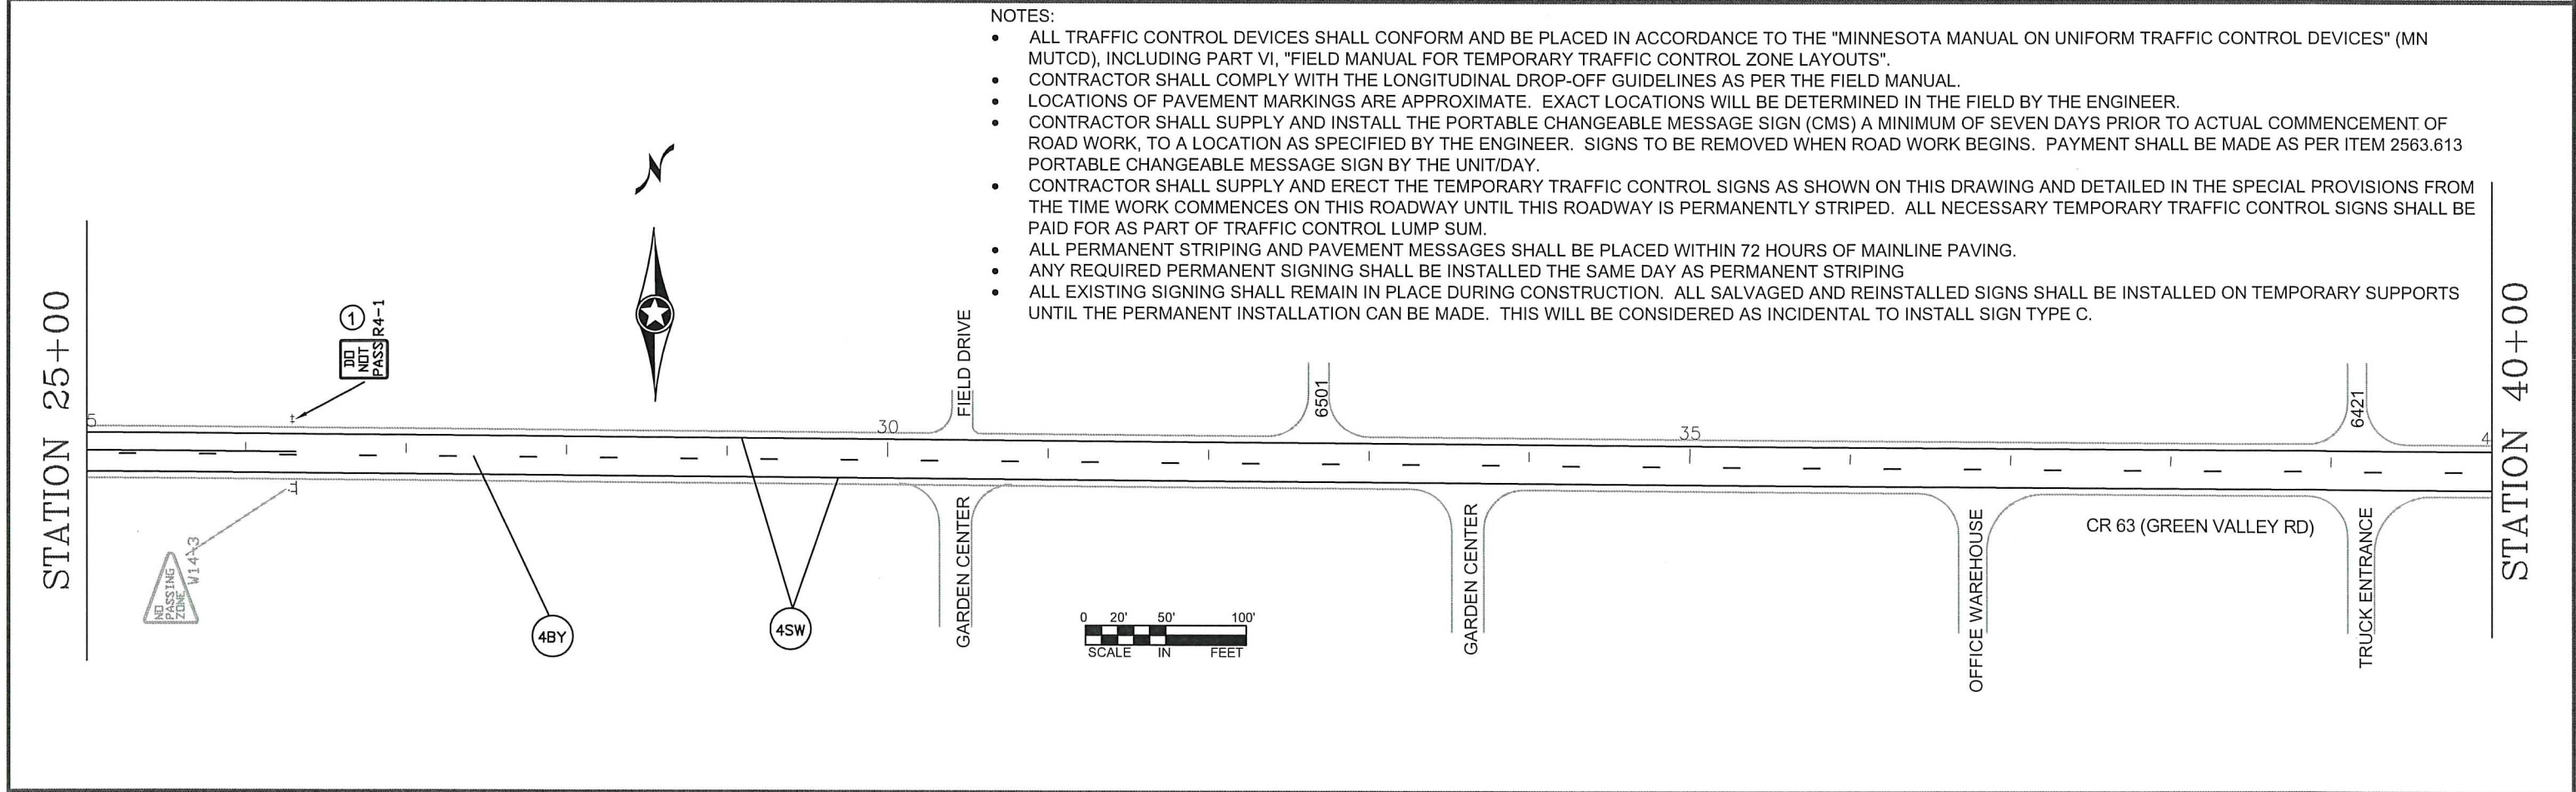 NOTES:
• ALL TRAFFIC CONTROL DEVICES SHALL CONFORM AND BE PLACED IN ACCORDANCE TO THE "MINNESOTA MANUAL ON UNIFORM TRAFFIC CONTROL DEVICES" (MN
MUTCD), INCLUDING PART VI, "FIELD MANUAL FOR TEMPORARY TRAFFIC CONTROL ZONE LAYOUTS".
• CONTRACTOR SHALL COMPLY WITH THE LONGITUDINAL DROP-OFF GUIDELINES AS PER THE FIELD MANUAL.
• LOCATIONS OF PAVEMENT MARKINGS ARE APPROXIMATE. EXACT LOCATIONS WILL BE DETERMINED IN THE FIELD BY THE ENGINEER.
• CONTRACTOR SHALL SUPPLY AND INSTALL THE PORTABLE CHANGEABLE MESSAGE SIGN (CMS) A MINIMUM OF SEVEN DAYS PRIOR TO ACTUAL COMMENCEMENT OF
ROAD WORK, TO A LOCATION AS SPECIFIED BY THE ENGINEER. SIGNS TO BE REMOVED WHEN ROAD WORK BEGINS. PAYMENT SHALL BE MADE AS PER ITEM 2563.613
PORTABLE CHANGEABLE MESSAGE SIGN BY THE UNIT/DAY.
• CONTRACTOR SHALL SUPPLY AND ERECT THE TEMPORARY TRAFFIC CONTROL SIGNS AS SHOWN ON THIS DRAWING AND DETAILED IN THE SPECIAL PROVISIONS FROM
THE TIME WORK COMMENCES ON THIS ROADWAY UNTIL THIS ROADWAY IS PERMANENTLY STRIPED. ALL NECESSARY TEMPORARY TRAFFIC CONTROL SIGNS SHALL BE
PAID FOR AS PART OF TRAFFIC CONTROL LUMP SUM.
• ALL PERMANENT STRIPING AND PAVEMENT MESSAGES SHALL BE PLACED WITHIN 72 HOURS OF MAINLINE PAVING.
• ANY REQUIRED PERMANENT SIGNING SHALL BE INSTALLED THE SAME DAY AS PERMANENT STRIPING
• ALL EXISTING SIGNING SHALL REMAIN IN PLACE DURING CONSTRUCTION. ALL SALVAGED AND REINSTALLED SIGNS SHALL BE INSTALLED ON TEMPORARY SUPPORTS
UNTIL THE PERMANENT INSTALLATION CAN BE MADE. THIS WILL BE CONSIDERED AS INCIDENTAL TO INSTALL SIGN TYPE C.
N
STATION 25+00
1
DO
NOT
PASS
R4-1
FIELD DRIVE
6501
6421
STATION 40+00
5
30
35
4
NO
PASSING
ZONE
W14-3
4BY
4SW
GARDEN CENTER
0 20' 50' 100'
SCALE IN FEET
GARDEN CENTER
OFFICE WAREHOUSE
CR 63 (GREEN VALLEY RD)
TRUCK ENTRANCE